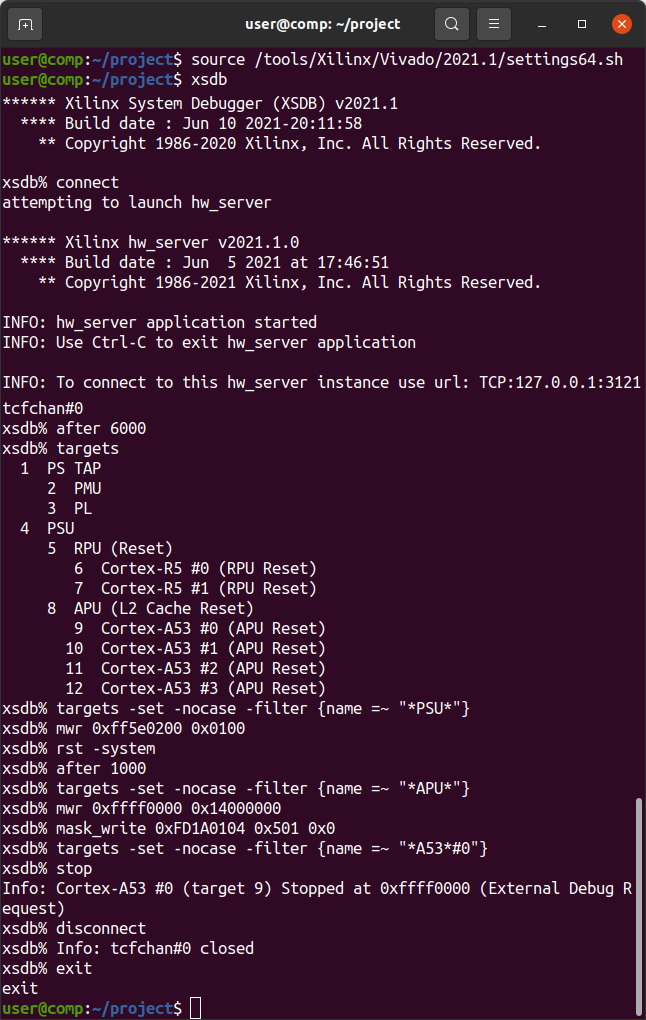 user@comp: ~/project
user@comp:~/project$ source /tools/Xilinx/Vivado/2021.1/settings64.sh
user@comp:~/project$ xsdb
****** Xilinx System Debugger (XSDB) v2021.1
  **** Build date : Jun 10 2021-20:11:58
    ** Copyright 1986-2020 Xilinx, Inc. All Rights Reserved.

xsdb% connect
attempting to launch hw_server

****** Xilinx hw_server v2021.1.0
  **** Build date : Jun  5 2021 at 17:46:51
    ** Copyright 1986-2021 Xilinx, Inc. All Rights Reserved.

INFO: hw_server application started
INFO: Use Ctrl-C to exit hw_server application

INFO: To connect to this hw_server instance use url: TCP:127.0.0.1:3121
tcfchan#0
xsdb% after 6000
xsdb% targets
  1  PS TAP
     2  PMU
     3  PL
  4  PSU
     5  RPU (Reset)
        6  Cortex-R5 #0 (RPU Reset)
        7  Cortex-R5 #1 (RPU Reset)
     8  APU (L2 Cache Reset)
        9  Cortex-A53 #0 (APU Reset)
       10  Cortex-A53 #1 (APU Reset)
       11  Cortex-A53 #2 (APU Reset)
       12  Cortex-A53 #3 (APU Reset)
xsdb% targets -set -nocase -filter {name =~ "*PSU*"}
xsdb% mwr 0xff5e0200 0x0100
xsdb% rst -system
xsdb% after 1000
xsdb% targets -set -nocase -filter {name =~ "*APU*"}
xsdb% mwr 0xffff0000 0x14000000
xsdb% mask_write 0xFD1A0104 0x501 0x0
xsdb% targets -set -nocase -filter {name =~ "*A53*#0"}
xsdb% stop
Info: Cortex-A53 #0 (target 9) Stopped at 0xffff0000 (External Debug R
equest)
xsdb% disconnect
xsdb% Info: tcfchan#0 closed
xsdb% exit
exit
user@comp:~/project$